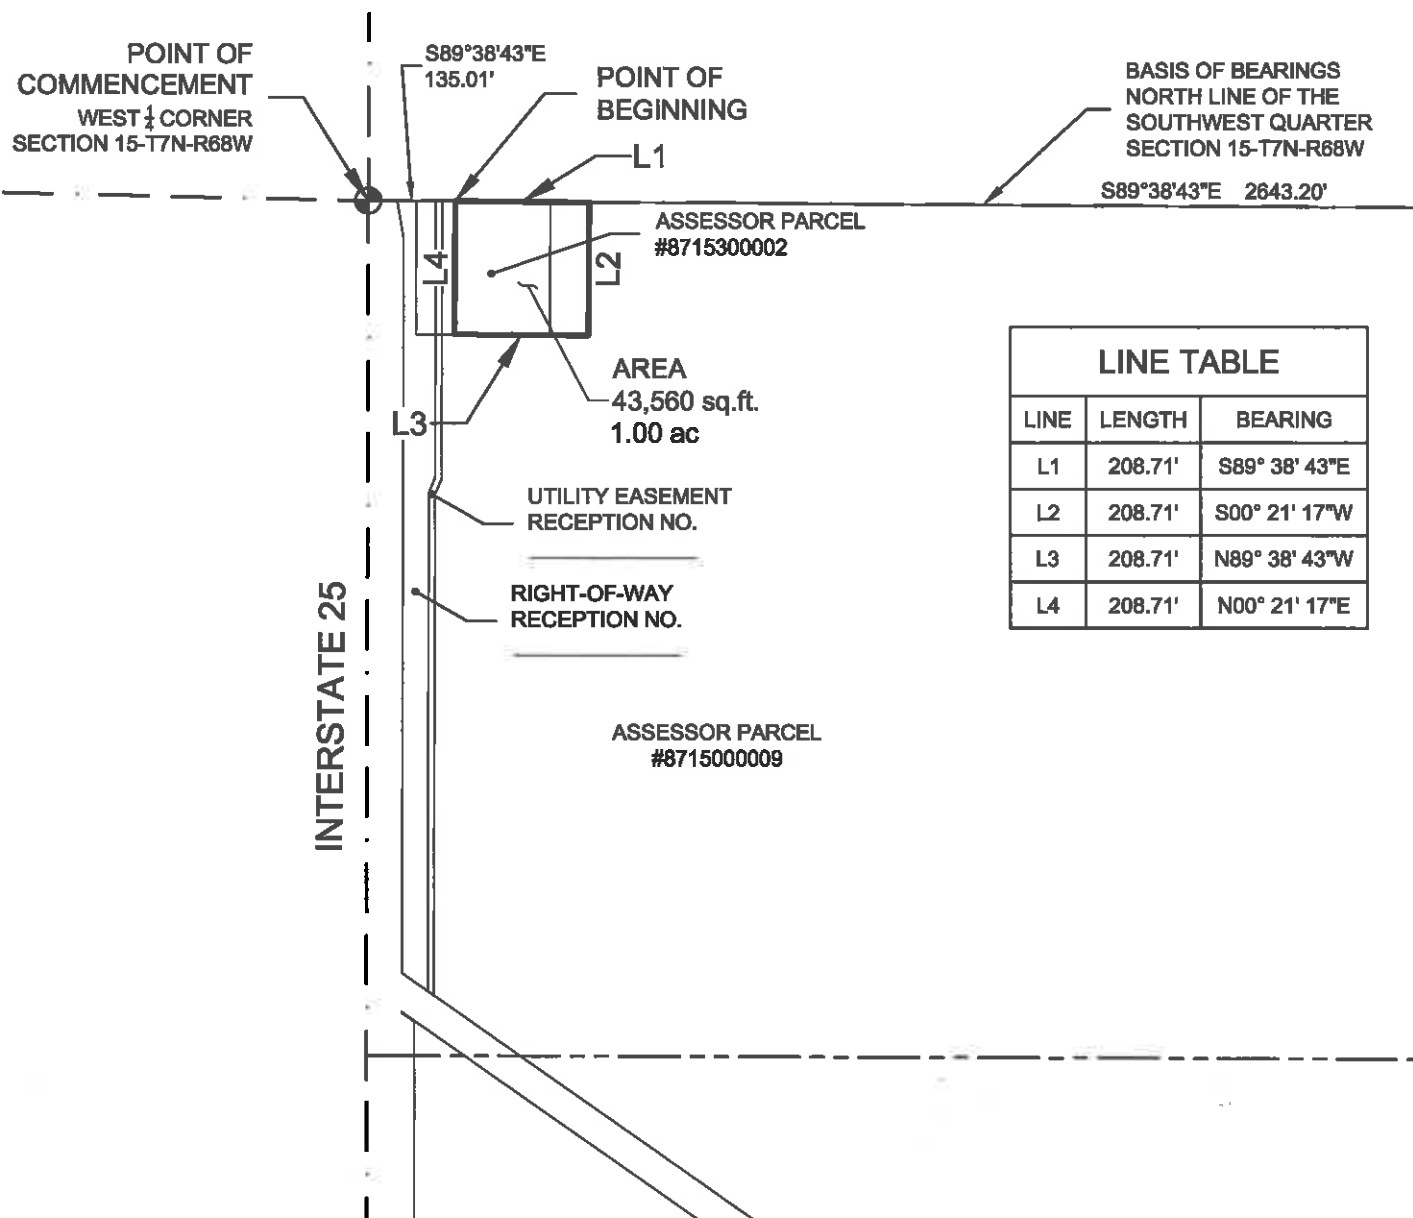 POINT OF
COMMENCEMENT
WEST ¼ CORNER
SECTION 15-T7N-R68W
S89°38'43"E
135.01'
POINT OF
BEGINNING
L1
BASIS OF BEARINGS
NORTH LINE OF THE
SOUTHWEST QUARTER
SECTION 15-T7N-R68W
S89°38'43"E 2643.20'
ASSESSOR PARCEL
#8715300002
L4
L2
AREA
43,560 sq.ft.
1.00 ac
L3
LINE TABLE
LINE LENGTH BEARING
L1 208.71' S89° 38' 43"E
L2 208.71' S00° 21' 17"W
L3 208.71' N89° 38' 43"W
L4 208.71' N00° 21' 17"E
UTILITY EASEMENT
RECEPTION NO.
RIGHT-OF-WAY
RECEPTION NO.
INTERSTATE 25
ASSESSOR PARCEL
#8715000009